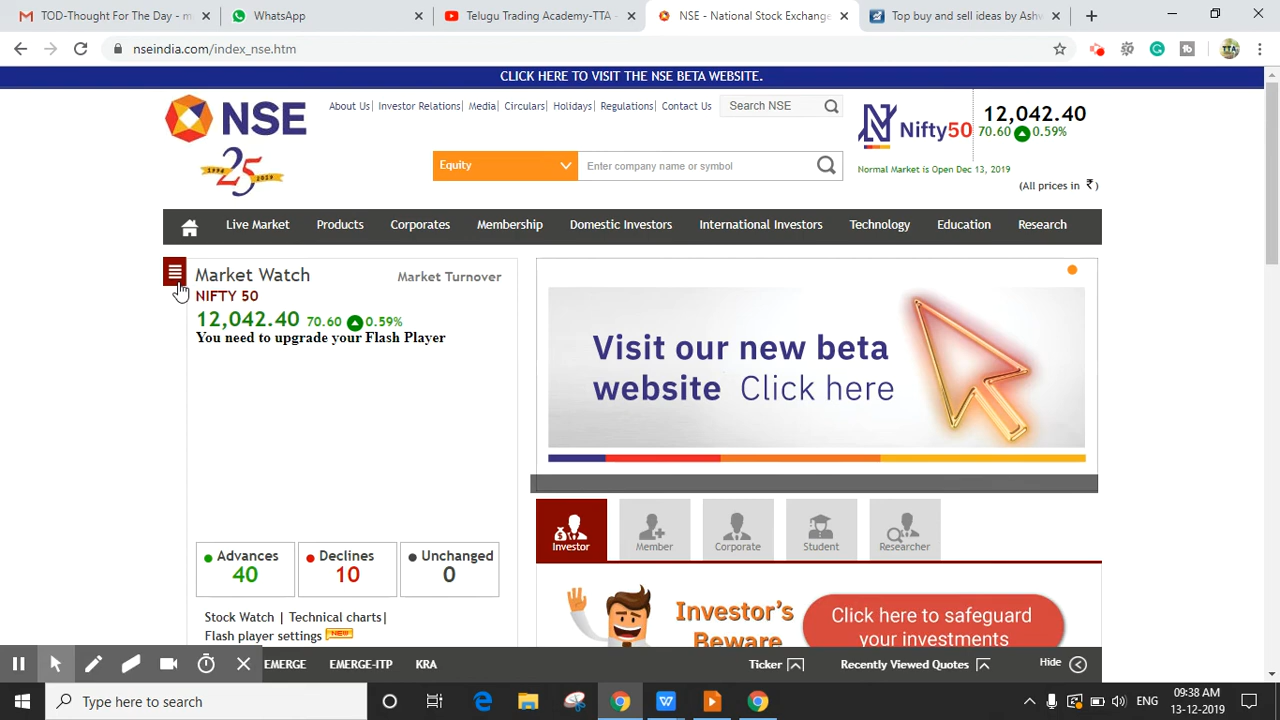 TOD-Thought For The Day - m
WhatsApp
Telugu Trading Academy-TTA -
NSE - National Stock Exchange
Top buy and sell ideas by Ashw
nseindia.com/index_nse.htm
CLICK HERE TO VISIT THE NSE BETA WEBSITE.
NSE
1994 25 2019
About Us| Investor Relations| Media| Circulars| Holidays| Regulations| Contact Us
Search NSE
Equity
Enter company name or symbol
Nifty50
12,042.40
70.60 0.59%
Normal Market is Open Dec 13, 2019
(All prices in ₹)
Live Market Products Corporates Membership Domestic Investors International Investors Technology Education Research
Market Watch
Market Turnover
NIFTY 50
12,042.40 70.60 0.59%
You need to upgrade your Flash Player
Visit our new beta
website Click here
Advances
40
Declines
10
Unchanged
0
Stock Watch | Technical charts|
Flash player settings NEW
Investor
Member
Corporate
Student
Researcher
Investor's
Beware
Click here to safeguard
your investments
EMERGE EMERGE-ITP KRA
Ticker
Recently Viewed Quotes
Hide
Type here to search
ENG
09:38 AM
13-12-2019